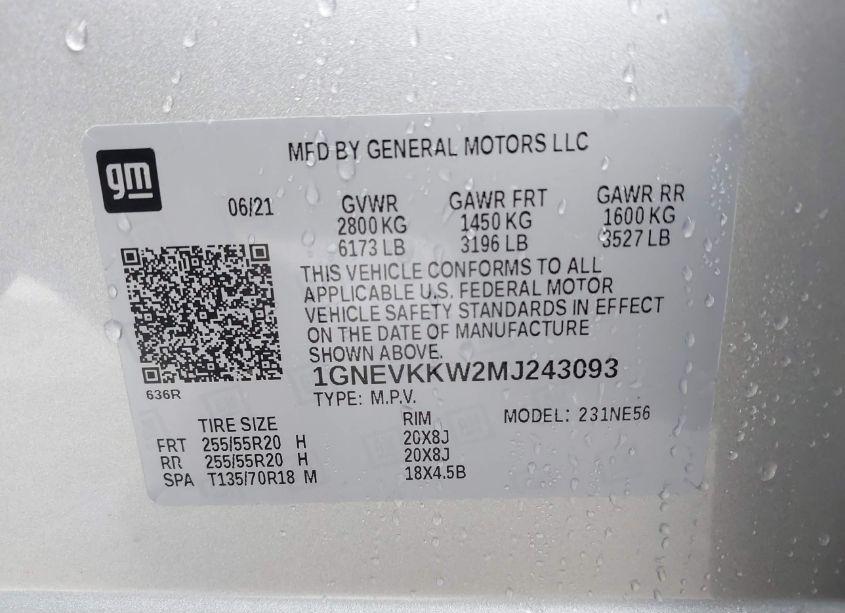 gm
MFD BY GENERAL MOTORS LLC
06/21 GVWR GAWR FRT GAWR RR
2800 KG 1450 KG 1600 KG
6173 LB 3196 LB 3527 LB
THIS VEHICLE CONFORMS TO ALL
APPLICABLE U.S. FEDERAL MOTOR
VEHICLE SAFETY STANDARDS IN EFFECT
ON THE DATE OF MANUFACTURE
SHOWN ABOVE.
1GNEVKKW2MJ243093
636R
TYPE: M.P.V.
TIRE SIZE RIM MODEL: 231NE56
FRT 255/55R20 H 20X8J
RR 255/55R20 H 20X8J
SPA T135/70R18 M 18X4.5B